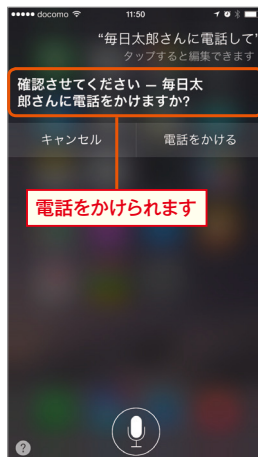 docomo 11:50
“毎日太郎さんに電話して”
タップすると編集できます
確認させてください — 毎日太
郎さんに電話をかけますか?
キャンセル 電話をかける
電話をかけられます
?